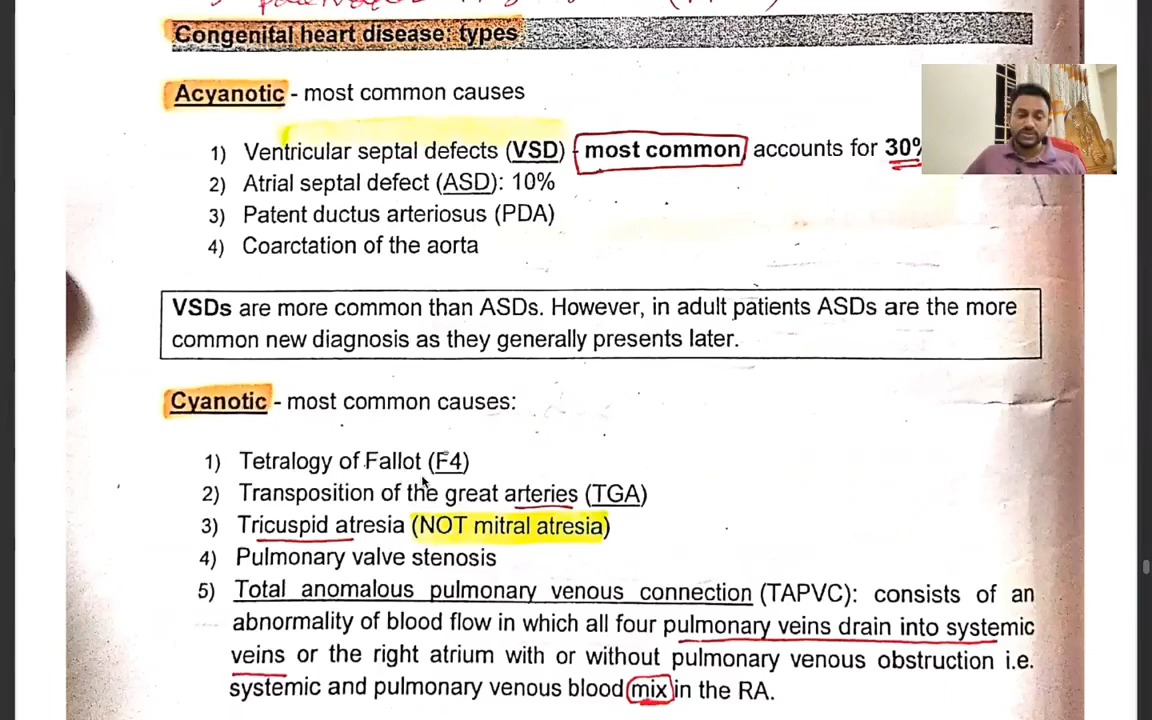 Congenital heart disease: types
Acyanotic - most common causes
1) Ventricular septal defects (VSD) - most common, accounts for 30%
2) Atrial septal defect (ASD): 10%
3) Patent ductus arteriosus (PDA)
4) Coarctation of the aorta
VSDs are more common than ASDs. However, in adult patients ASDs are the more
common new diagnosis as they generally presents later.
Cyanotic - most common causes:
1) Tetralogy of Fallot (F4)
2) Transposition of the great arteries (TGA)
3) Tricuspid atresia (NOT mitral atresia)
4) Pulmonary valve stenosis
5) Total anomalous pulmonary venous connection (TAPVC): consists of an
abnormality of blood flow in which all four pulmonary veins drain into systemic
veins or the right atrium with or without pulmonary venous obstruction i.e.
systemic and pulmonary venous blood mix in the RA.